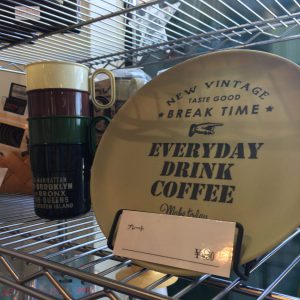 NEW VINTAGE
TASTE GOOD
★ BREAK TIME ★
EVERYDAY
DRINK
COFFEE
MANHATTAN
BROOKLYN
BRONX
QUEENS
STATEN ISLAND
プレート